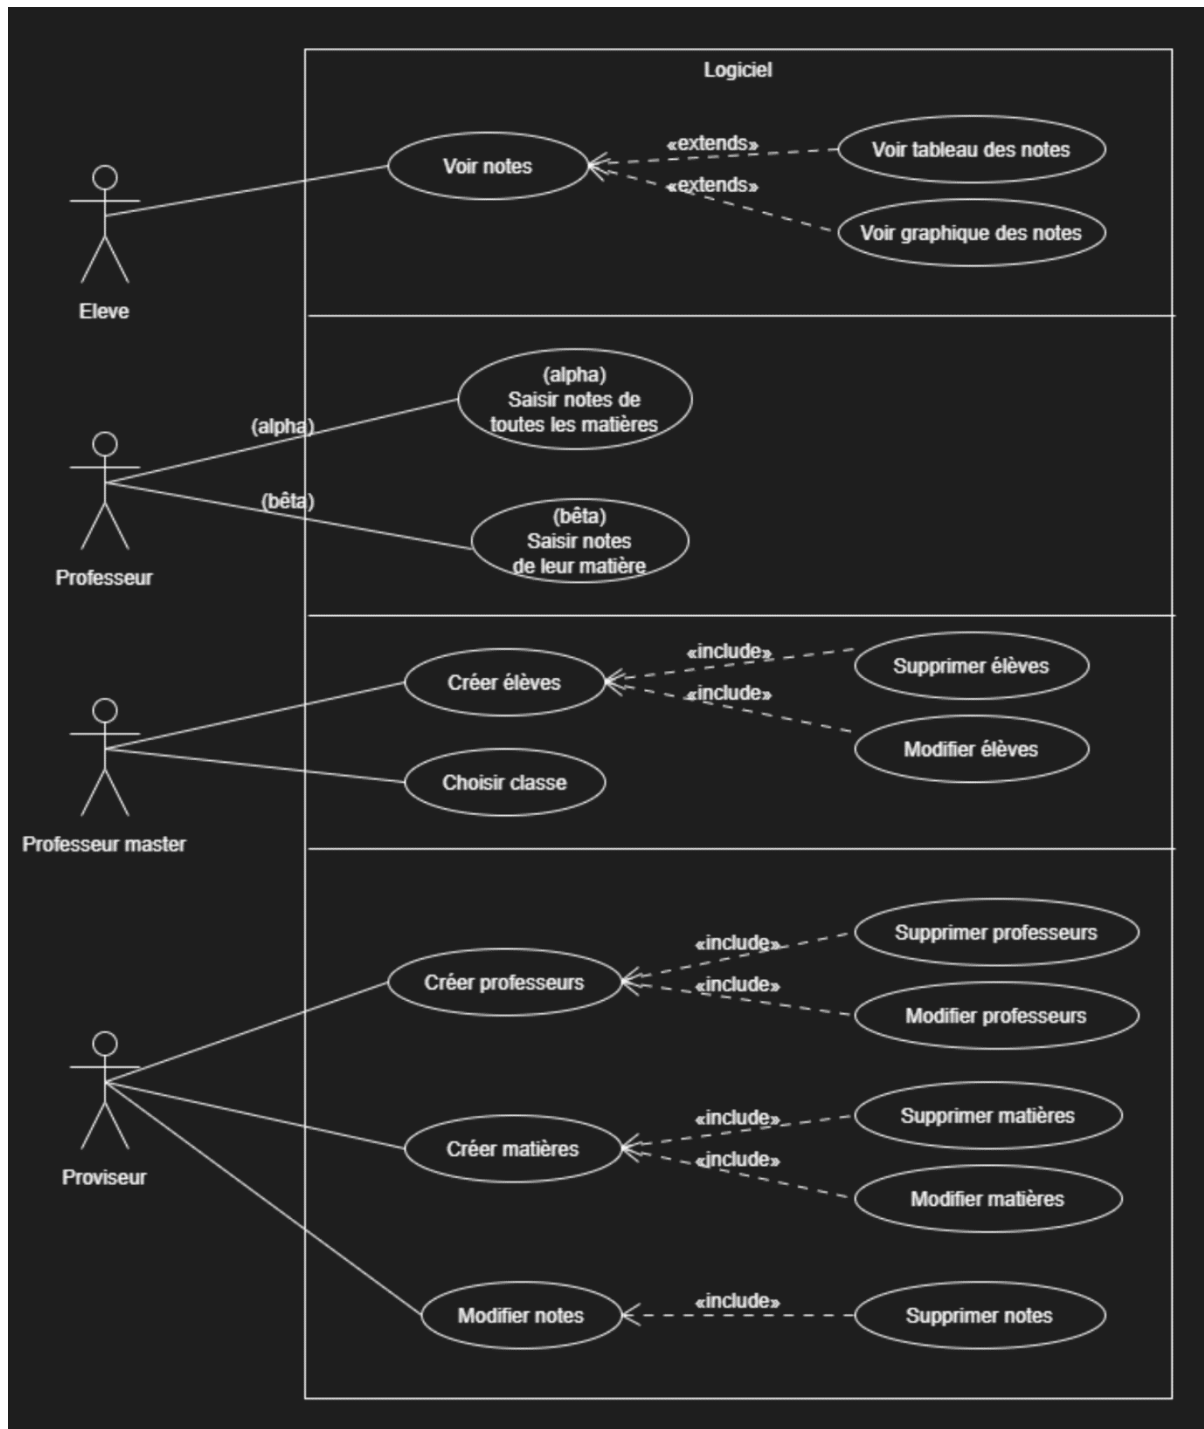 Logiciel
Voir notes
«extends»
Voir tableau des notes
«extends»
Voir graphique des notes
Eleve
(alpha)
(alpha)
Saisir notes de
toutes les matières
(bêta)
(bêta)
Saisir notes
de leur matière
Professeur
Créer élèves
«include»
Supprimer élèves
«include»
Modifier élèves
Choisir classe
Professeur master
Créer professeurs
«include»
Supprimer professeurs
«include»
Modifier professeurs
Créer matières
«include»
Supprimer matières
«include»
Modifier matières
Proviseur
Modifier notes
«include»
Supprimer notes